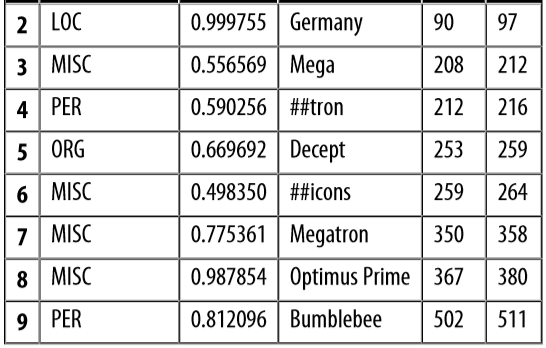 2 LOC 0.999755 Germany 90 97
3 MISC 0.556569 Mega 208 212
4 PER 0.590256 ##tron 212 216
5 ORG 0.669692 Decept 253 259
6 MISC 0.498350 ##icons 259 264
7 MISC 0.775361 Megatron 350 358
8 MISC 0.987854 Optimus Prime 367 380
9 PER 0.812096 Bumblebee 502 511